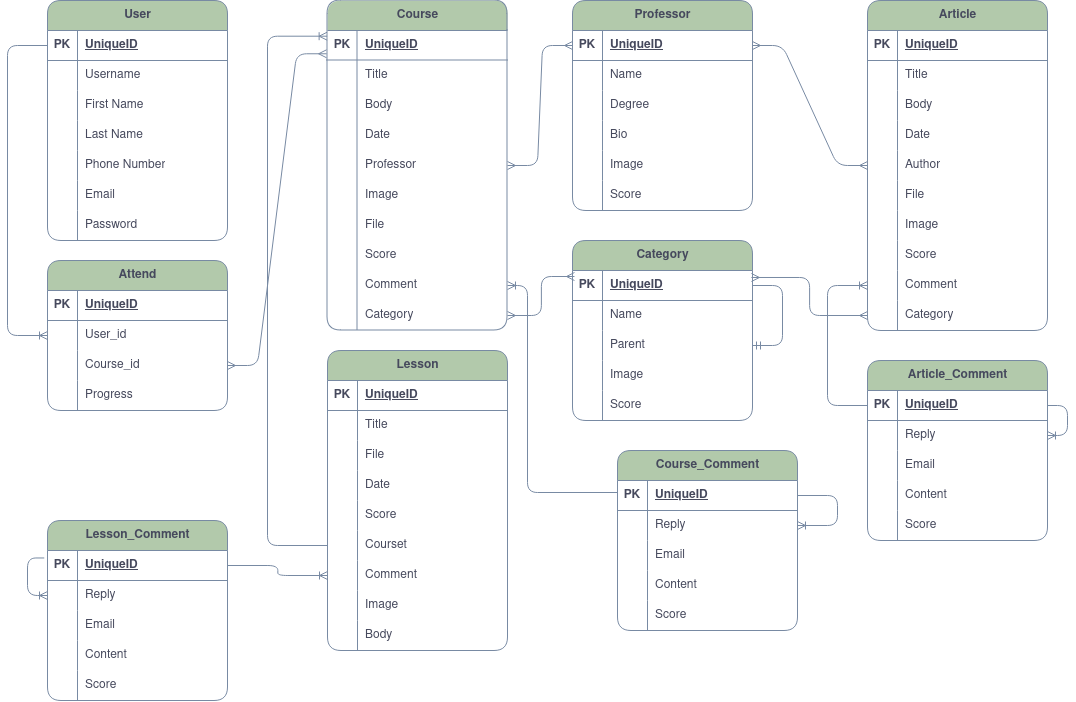 User
PK UniqueID
Username
First Name
Last Name
Phone Number
Email
Password
Attend
PK UniqueID
User_id
Course_id
Progress
Lesson_Comment
PK UniqueID
Reply
Email
Content
Score
Course
PK UniqueID
Title
Body
Date
Professor
Image
File
Score
Comment
Category
Lesson
PK UniqueID
Title
File
Date
Score
Courset
Comment
Image
Body
Professor
PK UniqueID
Name
Degree
Bio
Image
Score
Category
PK UniqueID
Name
Parent
Image
Score
Course_Comment
PK UniqueID
Reply
Email
Content
Score
Article
PK UniqueID
Title
Body
Date
Author
File
Image
Score
Comment
Category
Article_Comment
PK UniqueID
Reply
Email
Content
Score